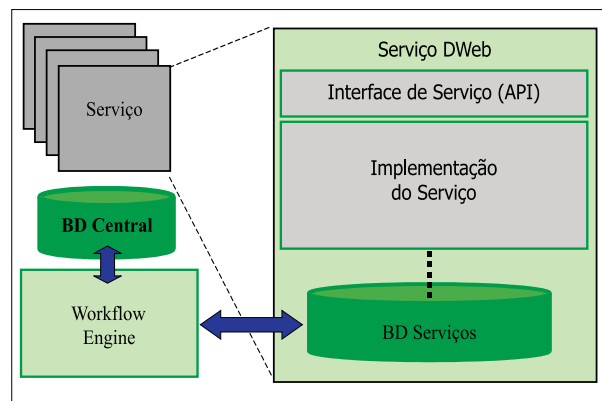 Serviço
BD Central
Workflow
Engine
Serviço DWeb
Interface de Serviço (API)
Implementação
do Serviço
BD Serviços